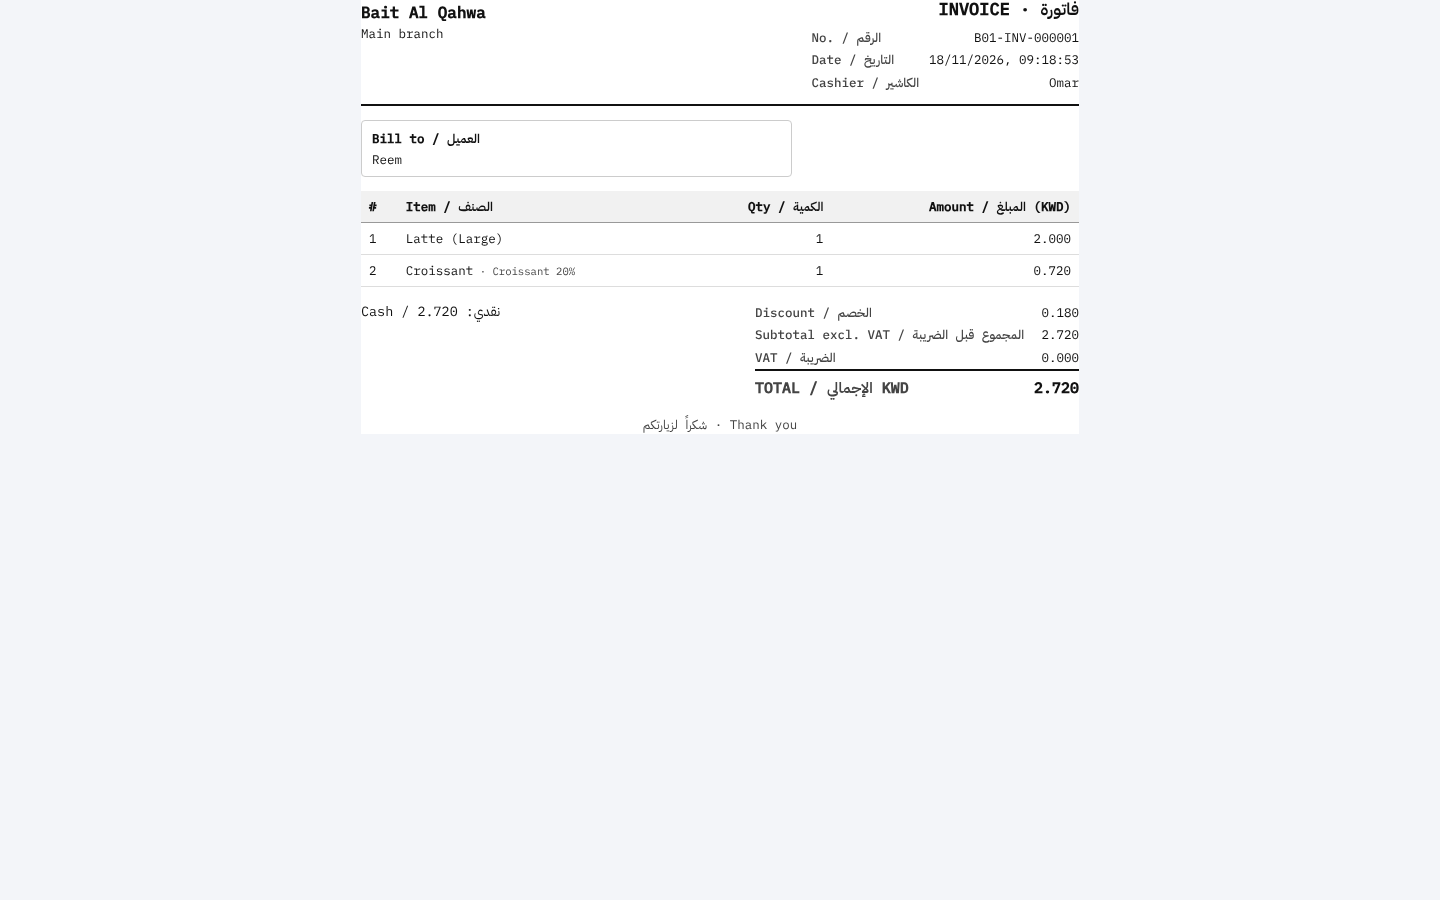 Bait Al Qahwa
Main branch
INVOICE · فاتورة
No. / الرقم B01-INV-000001
Date / التاريخ 18/11/2026, 09:18:53
Cashier / الكاشير Omar
Bill to / العميل
Reem
# Item / الصنف Qty / الكمية Amount / المبلغ (KWD)
1 Latte (Large) 1 2.000
2 Croissant · Croissant 20% 1 0.720
Cash / نقدي: 2.720
Discount / الخصم 0.180
Subtotal excl. VAT / المجموع قبل الضريبة 2.720
VAT / الضريبة 0.000
TOTAL / الإجمالي KWD 2.720
شكراً لزيارتكم · Thank you